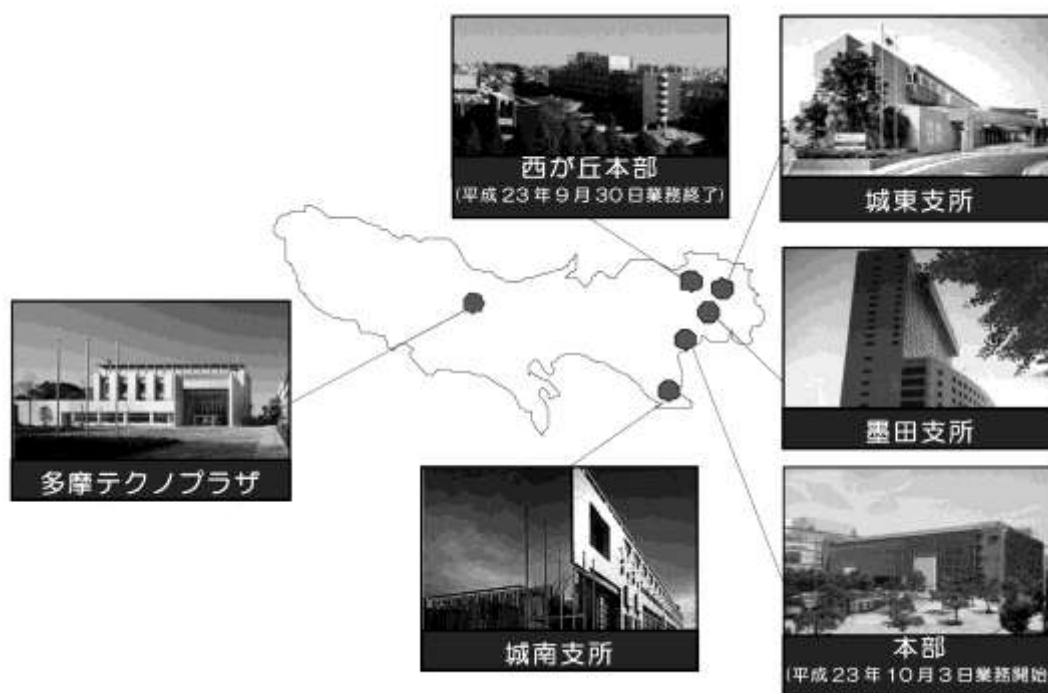 西が丘本部
(平成23年9月30日業務終了)
城東支所
墨田支所
多摩テクノプラザ
城南支所
本部
(平成23年10月3日業務開始